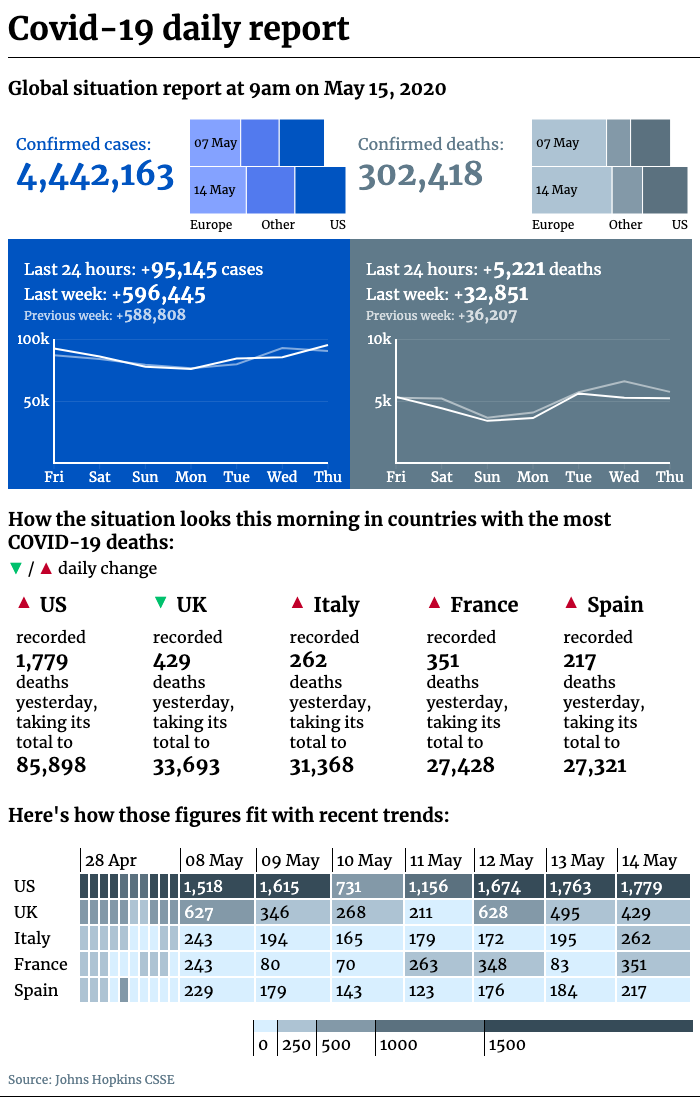 Covid-19 daily report
Global situation report at 9am on May 15, 2020
Confirmed cases:
4,442,163
07 May
14 May
Europe Other US
Confirmed deaths:
302,418
07 May
14 May
Europe Other US
Last 24 hours: +95,145 cases
Last week: +596,445
Previous week: +588,808
100k
50k
Fri Sat Sun Mon Tue Wed Thu
Last 24 hours: +5,221 deaths
Last week: +32,851
Previous week: +36,207
10k
5k
Fri Sat Sun Mon Tue Wed Thu
How the situation looks this morning in countries with the most
COVID-19 deaths:
▼ / ▲ daily change
▲ US
recorded
1,779
deaths
yesterday,
taking its
total to
85,898
▼ UK
recorded
429
deaths
yesterday,
taking its
total to
33,693
▲ Italy
recorded
262
deaths
yesterday,
taking its
total to
31,368
▲ France
recorded
351
deaths
yesterday,
taking its
total to
27,428
▲ Spain
recorded
217
deaths
yesterday,
taking its
total to
27,321
Here's how those figures fit with recent trends:
28 Apr 08 May 09 May 10 May 11 May 12 May 13 May 14 May
US 1,518 1,615 731 1,156 1,674 1,763 1,779
UK 627 346 268 211 628 495 429
Italy 243 194 165 179 172 195 262
France 243 80 70 263 348 83 351
Spain 229 179 143 123 176 184 217
0 250 500 1000 1500
Source: Johns Hopkins CSSE